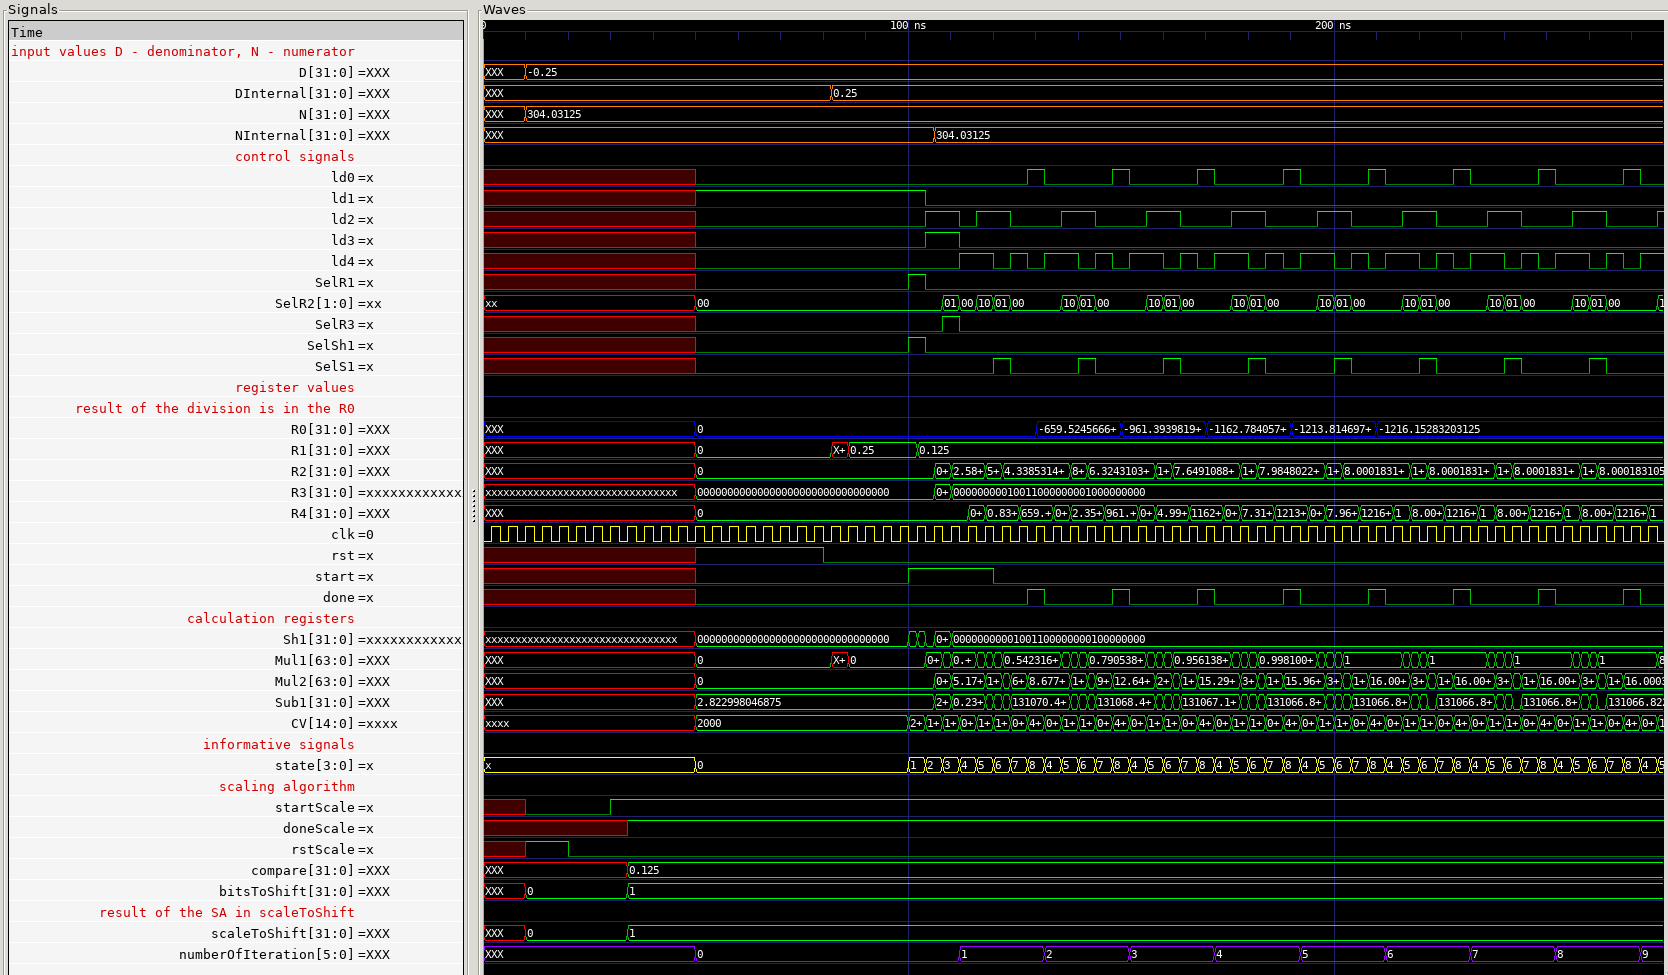 Signals Waves
Time 0 100 ns 200 ns
input values D - denominator, N - numerator
D[31:0] =XXX XXX -0.25
DInternal[31:0] =XXX XXX 0.25
N[31:0] =XXX XXX 304.03125
NInternal[31:0] =XXX XXX 304.03125
control signals
ld0 =x
ld1 =x
ld2 =x
ld3 =x
ld4 =x
SelR1 =x
SelR2[1:0] =xx xx 00 01 00 10 01 00 10 01 00 10 01 00 10 01 00 10 01 00 10 01 00 10 01 00 10 01 00 1
SelR3 =x
SelSh1 =x
SelS1 =x
register values
result of the division is in the R0
R0[31:0] =XXX XXX 0 -659.5245666+ -961.3939819+ -1162.784057+ -1213.814697+ -1216.15283203125
R1[31:0] =XXX XXX 0 X+ 0.25 0.125
R2[31:0] =XXX XXX 0 0+ 2.58+ 5+ 4.3385314+ 8+ 6.3243103+ 1+ 7.6491088+ 1+ 7.9848022+ 1+ 8.0001831+ 1+ 8.0001831+ 1+ 8.0001831+ 1+ 8.000183105
R3[31:0] =xxxxxxxxxxxx xxxxxxxxxxxxxxxxxxxxxxxxxxxxxxxx 00000000000000000000000000000000 0+ 00000000010011000000001000000000
R4[31:0] =XXX XXX 0 0+ 0.83+ 659.+ 0+ 2.35+ 961.+ 0+ 4.99+ 1162+ 0+ 7.31+ 1213+ 0+ 7.96+ 1216+ 1 8.00+ 1216+ 1 8.00+ 1216+ 1 8.00+ 1216+ 1
clk =0
rst =x
start =x
done =x
calculation registers
Sh1[31:0] =xxxxxxxxxxxx xxxxxxxxxxxxxxxxxxxxxxxxxxxxxxxx 00000000000000000000000000000000 0+ 00000000010011000000000100000000
Mul1[63:0] =XXX XXX 0 X+ 0 0+ 0.+ 0.542316+ 0.790538+ 0.956138+ 0.998100+ 1 1 1 1 8
Mul2[63:0] =XXX XXX 0 0+ 5.17+ 1+ 6+ 8.677+ 1+ 9+ 12.64+ 2+ 1+ 15.29+ 3+ 1+ 15.96+ 3+ 1+ 16.00+ 3+ 1+ 16.00+ 3+ 1+ 16.00+ 3+ 1+ 16.0003
Sub1[31:0] =XXX XXX 2.822998046875 2+ 0.23+ 131070.4+ 131068.4+ 131067.1+ 131066.8+ 131066.8+ 131066.8+ 131066.8+ 131066.82
CV[14:0] =xxxx xxxx 2000 2+ 1+ 1+ 0+ 1+ 1+ 0+ 4+ 0+ 1+ 1+ 0+ 4+ 0+ 1+ 1+ 0+ 4+ 0+ 1+ 1+ 0+ 4+ 0+ 1+ 1+ 0+ 4+ 0+ 1+ 1+ 0+ 4+ 0+ 1+ 1+ 0+ 4+ 0+ 1+ 1+ 0+ 4+ 0+ 1
state[3:0] =x x 0 1 2 3 4 5 6 7 8 4 5 6 7 8 4 5 6 7 8 4 5 6 7 8 4 5 6 7 8 4 5 6 7 8 4 5 6 7 8 4 5 6 7 8 4 5
informative signals
scaling algorithm
startScale =x
doneScale =x
rstScale =x
compare[31:0] =XXX XXX 0.125
bitsToShift[31:0] =XXX XXX 0 1
result of the SA in scaleToShift
scaleToShift[31:0] =XXX XXX 0 1
numberOfIteration[5:0] =XXX XXX 0 1 2 3 4 5 6 7 8 9